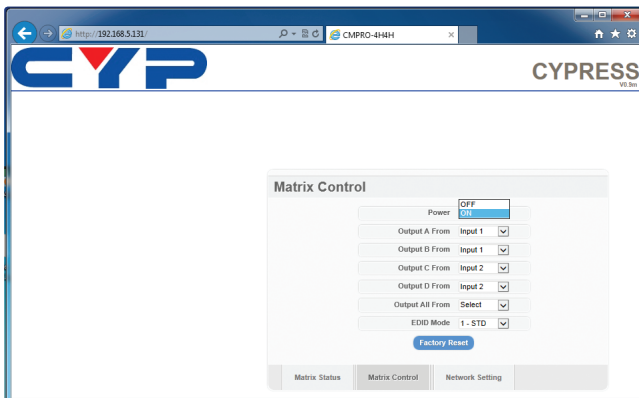 http://192.168.5.131/
CMPRO-4H4H
CYP
CYPRESS
V0.9m
Matrix Control
Power
OFF
ON
Output A From Input 1
Output B From Input 1
Output C From Input 2
Output D From Input 2
Output All From Select
EDID Mode 1 - STD
Factory Reset
Matrix Status Matrix Control Network Setting